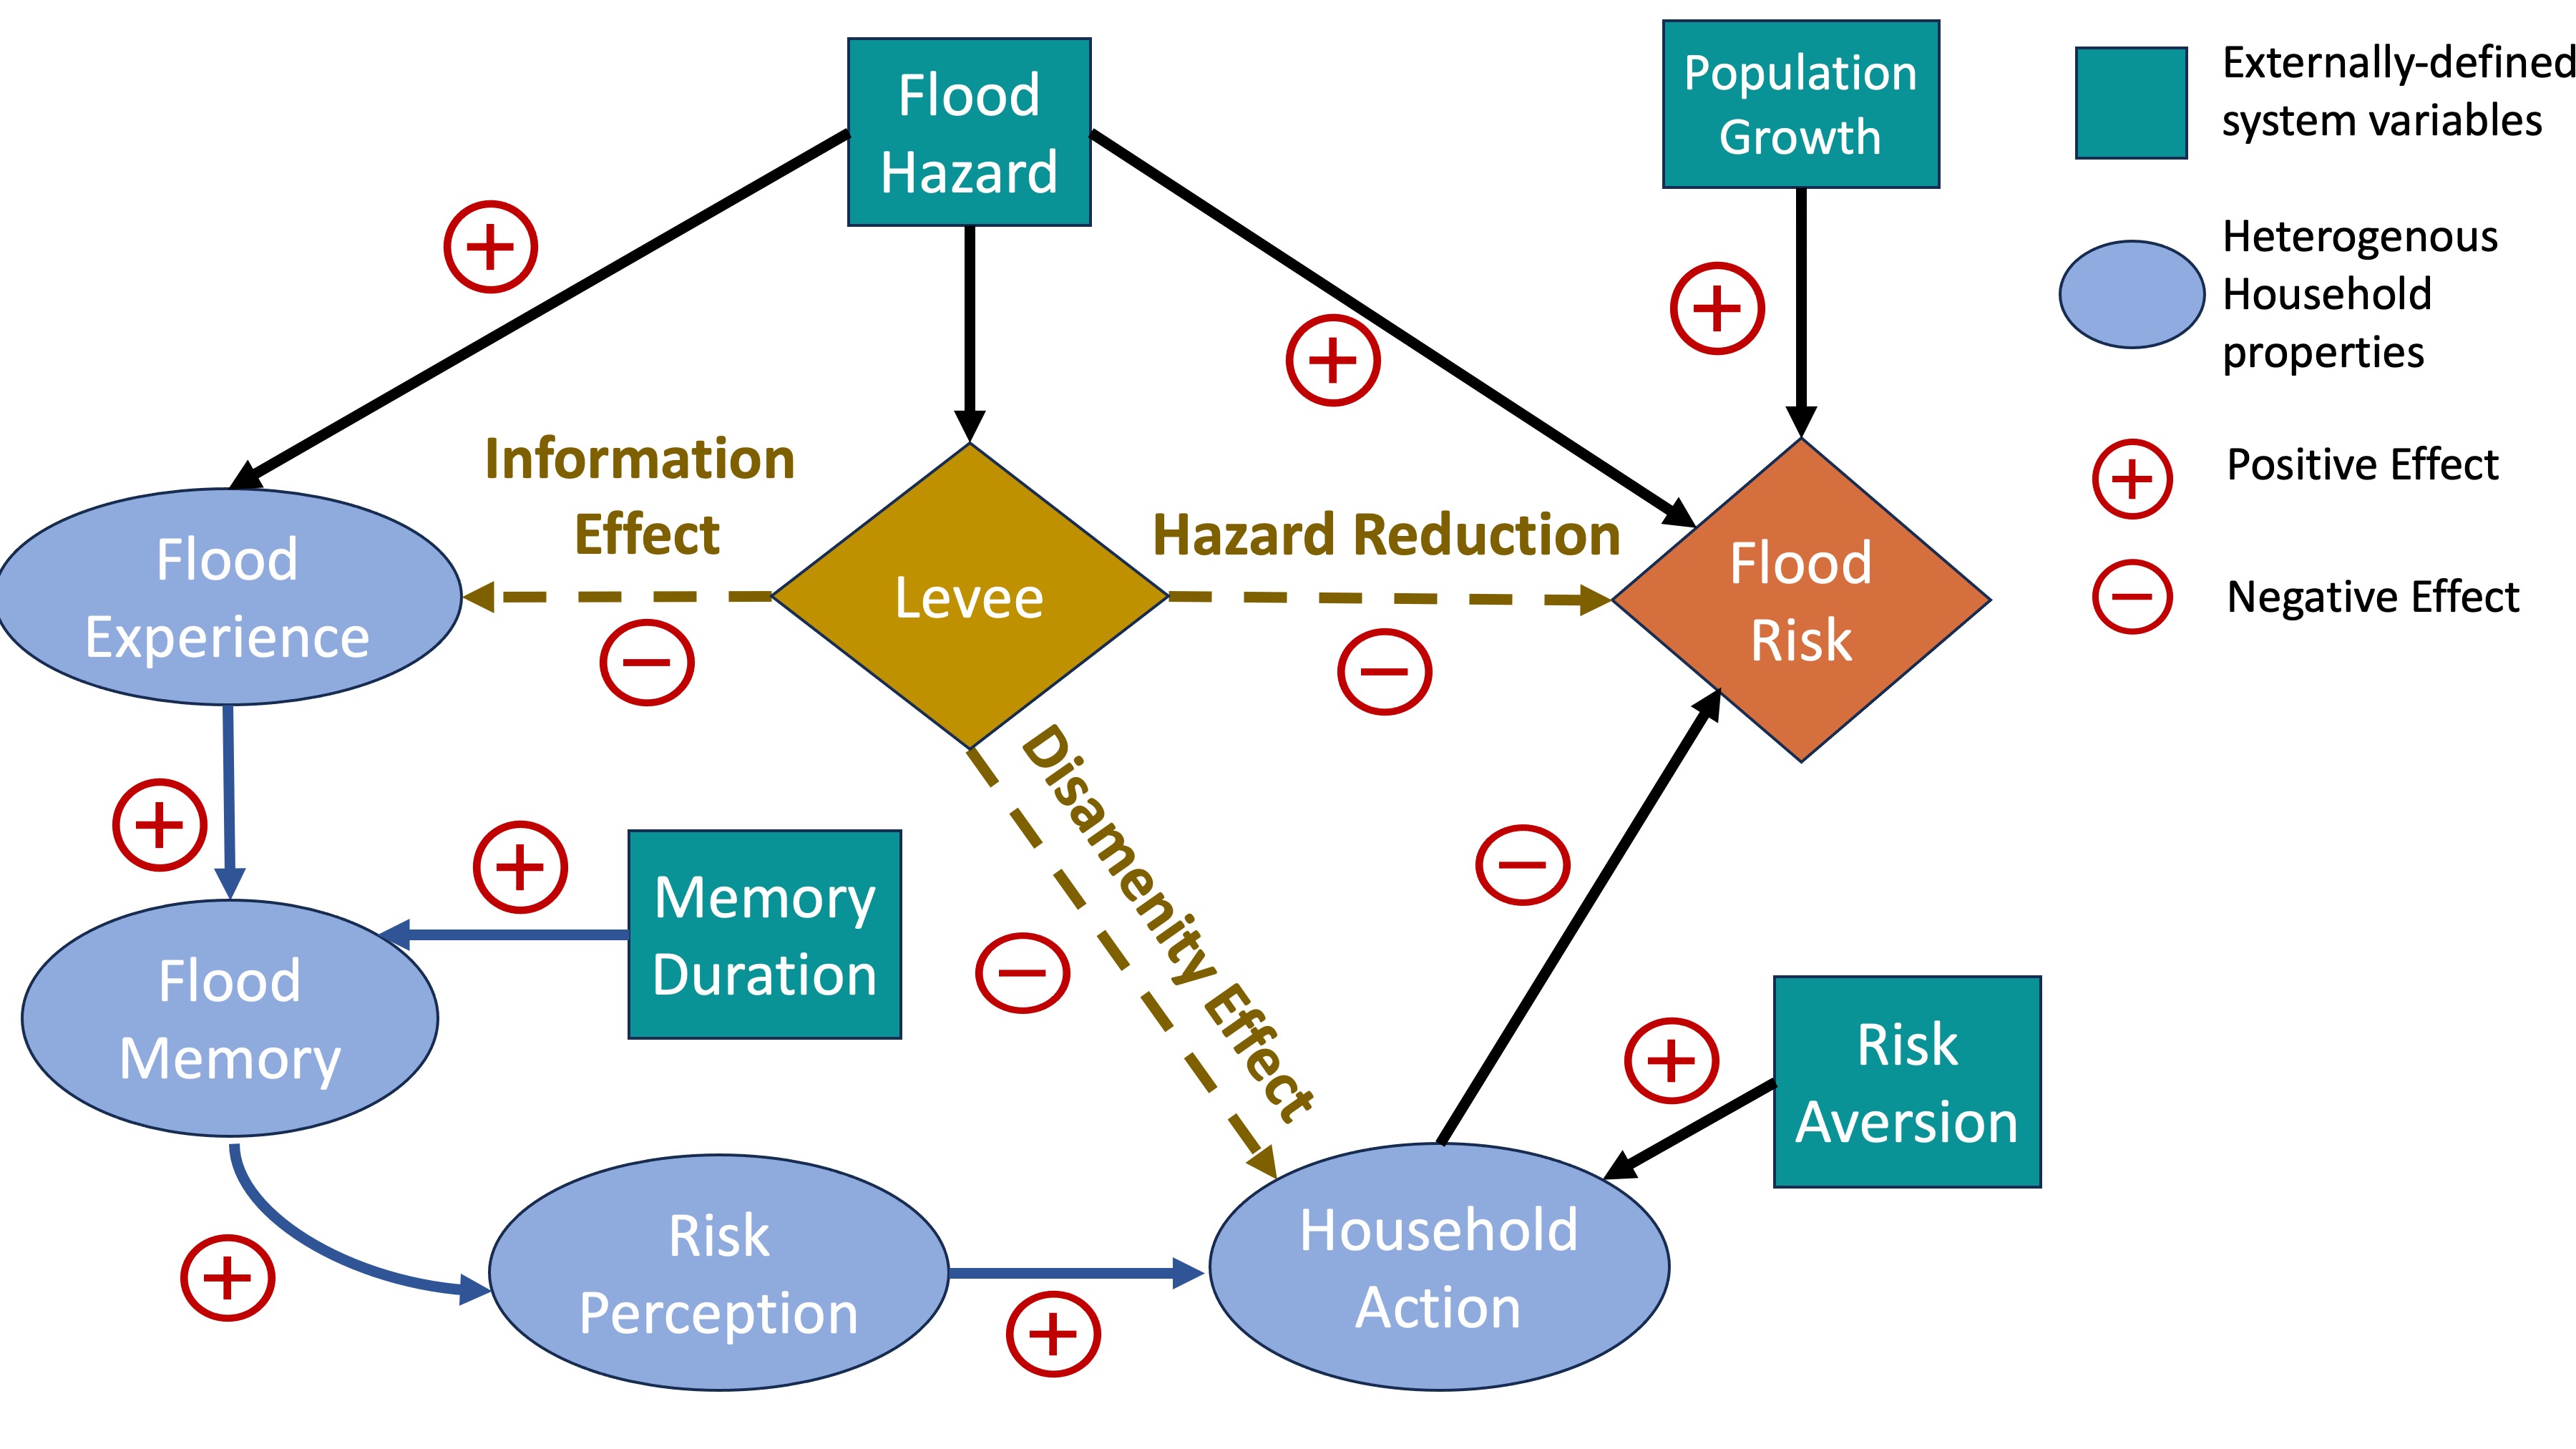 Flood
Hazard
Population
Growth
Externally-defined
system variables
Heterogenous
Household
properties
Positive Effect
Negative Effect
Information
Effect
Hazard Reduction
Flood
Experience
Levee
Flood
Risk
Disamenity Effect
Memory
Duration
Flood
Memory
Risk
Aversion
Risk
Perception
Household
Action